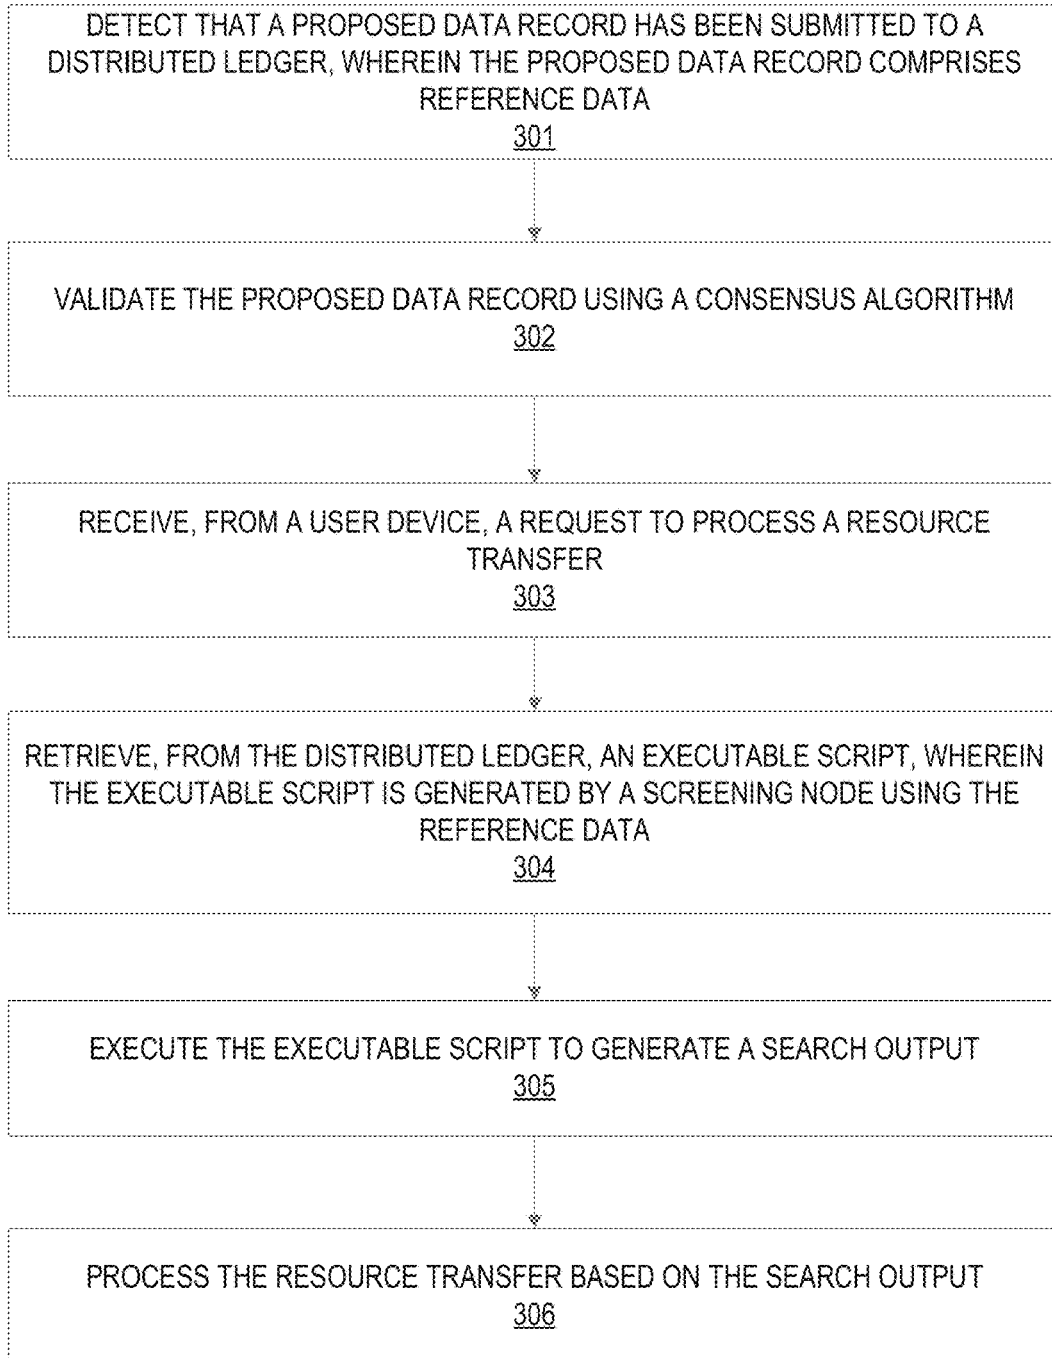 DETECT THAT A PROPOSED DATA RECORD HAS BEEN SUBMITTED TO A
DISTRIBUTED LEDGER, WHEREIN THE PROPOSED DATA RECORD COMPRISES
REFERENCE DATA
301
VALIDATE THE PROPOSED DATA RECORD USING A CONSENSUS ALGORITHM
302
RECEIVE, FROM A USER DEVICE, A REQUEST TO PROCESS A RESOURCE
TRANSFER
303
RETRIEVE, FROM THE DISTRIBUTED LEDGER, AN EXECUTABLE SCRIPT, WHEREIN
THE EXECUTABLE SCRIPT IS GENERATED BY A SCREENING NODE USING THE
REFERENCE DATA
304
EXECUTE THE EXECUTABLE SCRIPT TO GENERATE A SEARCH OUTPUT
305
PROCESS THE RESOURCE TRANSFER BASED ON THE SEARCH OUTPUT
306